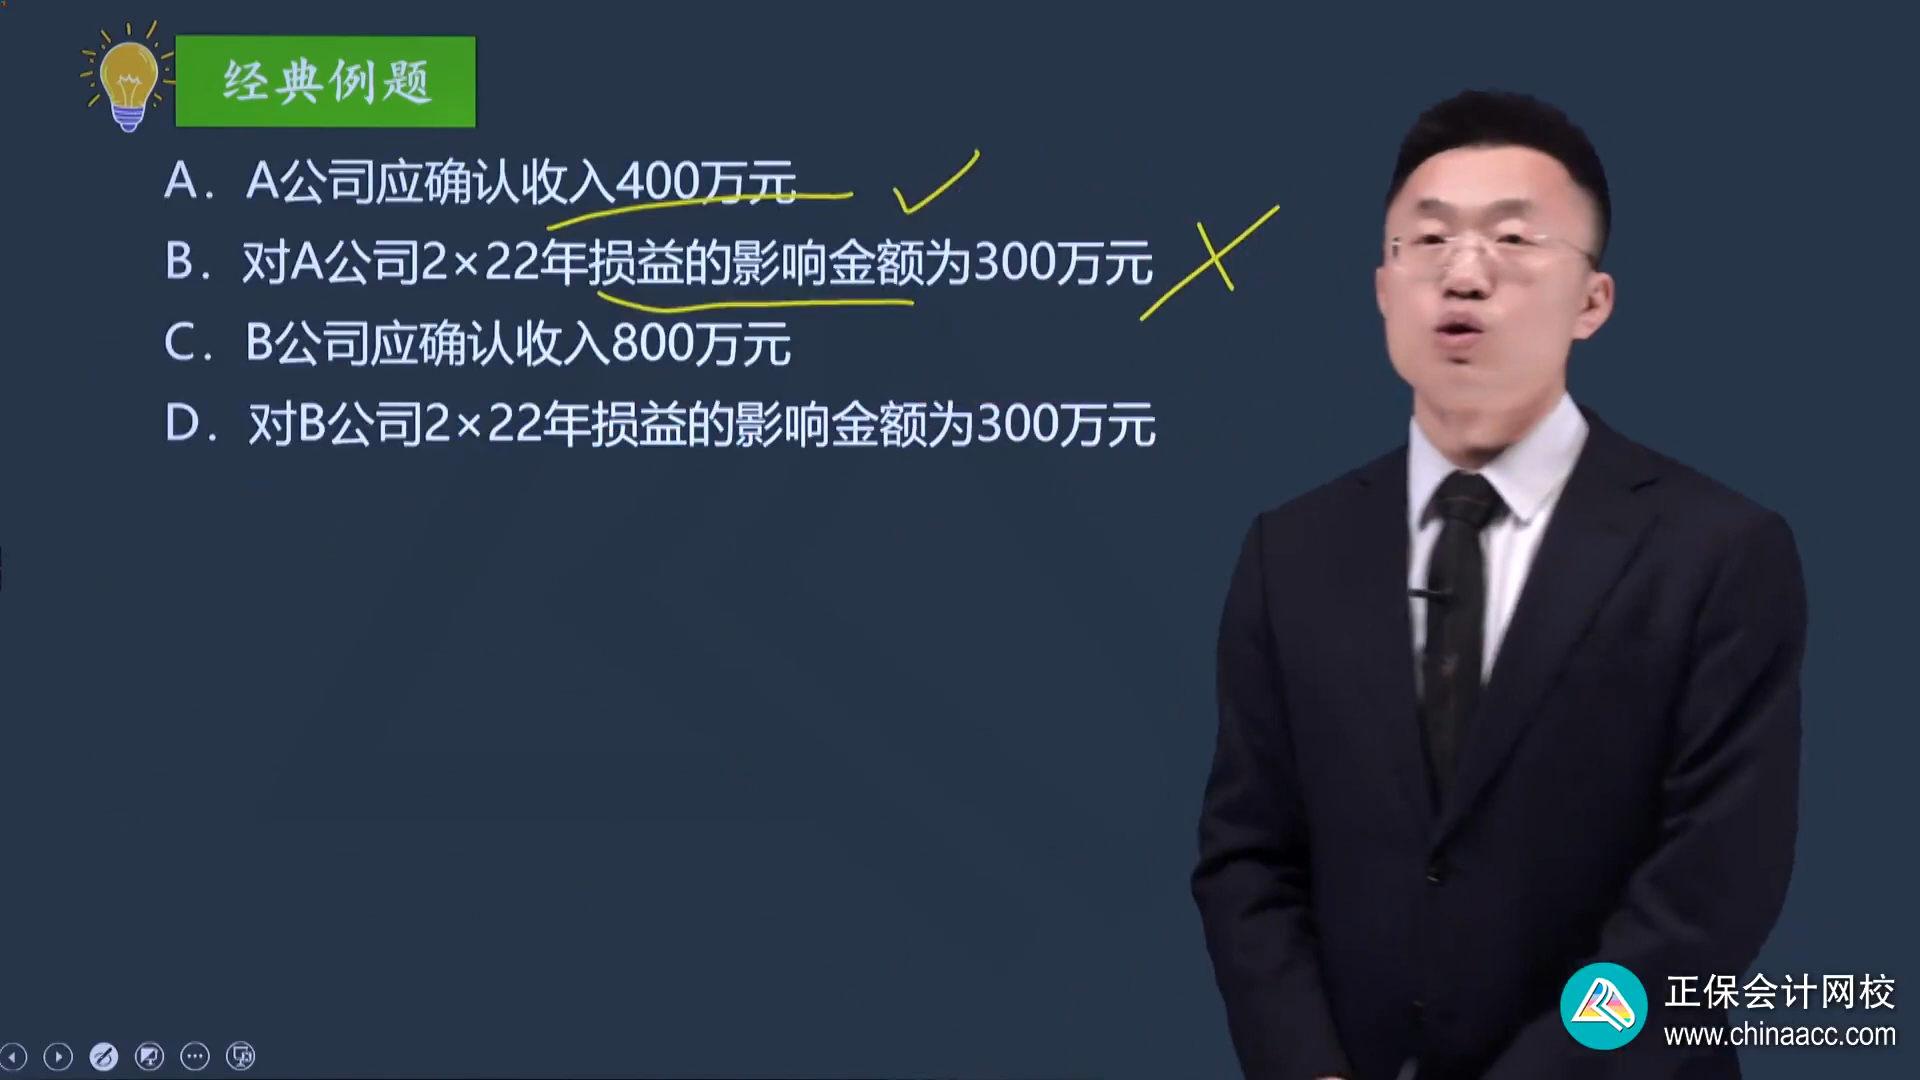 经典例题
A. A公司应确认收入400万元
B. 对A公司2×22年损益的影响金额为300万元
C. B公司应确认收入800万元
D. 对B公司2×22年损益的影响金额为300万元
正保会计网校
www.chinaacc.com